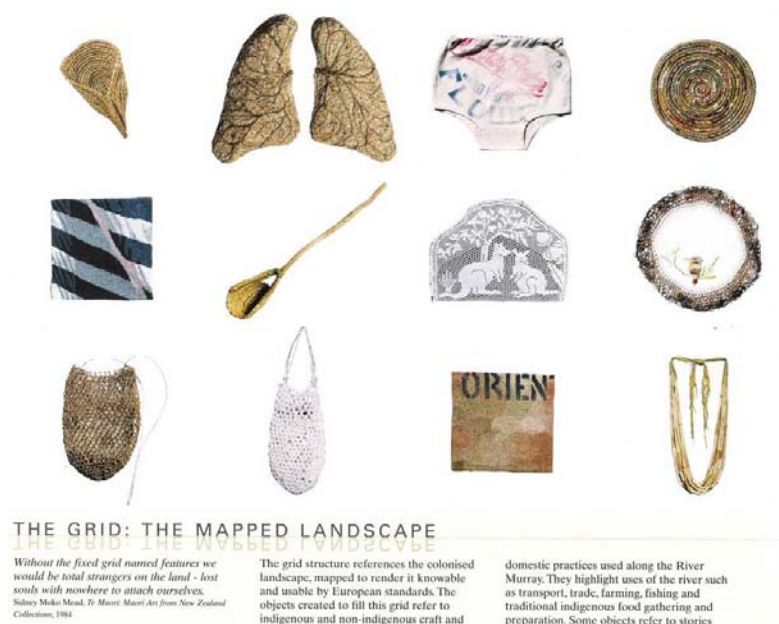 ORIEN
THE GRID: THE MAPPED LANDSCAPE
Without the fixed grid named features we
would be total strangers on the land - lost
souls with nowhere to attach ourselves.
Sidney Moko Mead, Te Maori: Maori Art from New Zealand
Collections, 1984
The grid structure references the colonised
landscape, mapped to render it knowable
and usable by European standards. The
objects created to fill this grid refer to
indigenous and non-indigenous craft and
domestic practices used along the River
Murray. They highlight uses of the river such
as transport, trade, farming, fishing and
traditional indigenous food gathering and
preparation. Some objects refer to stories